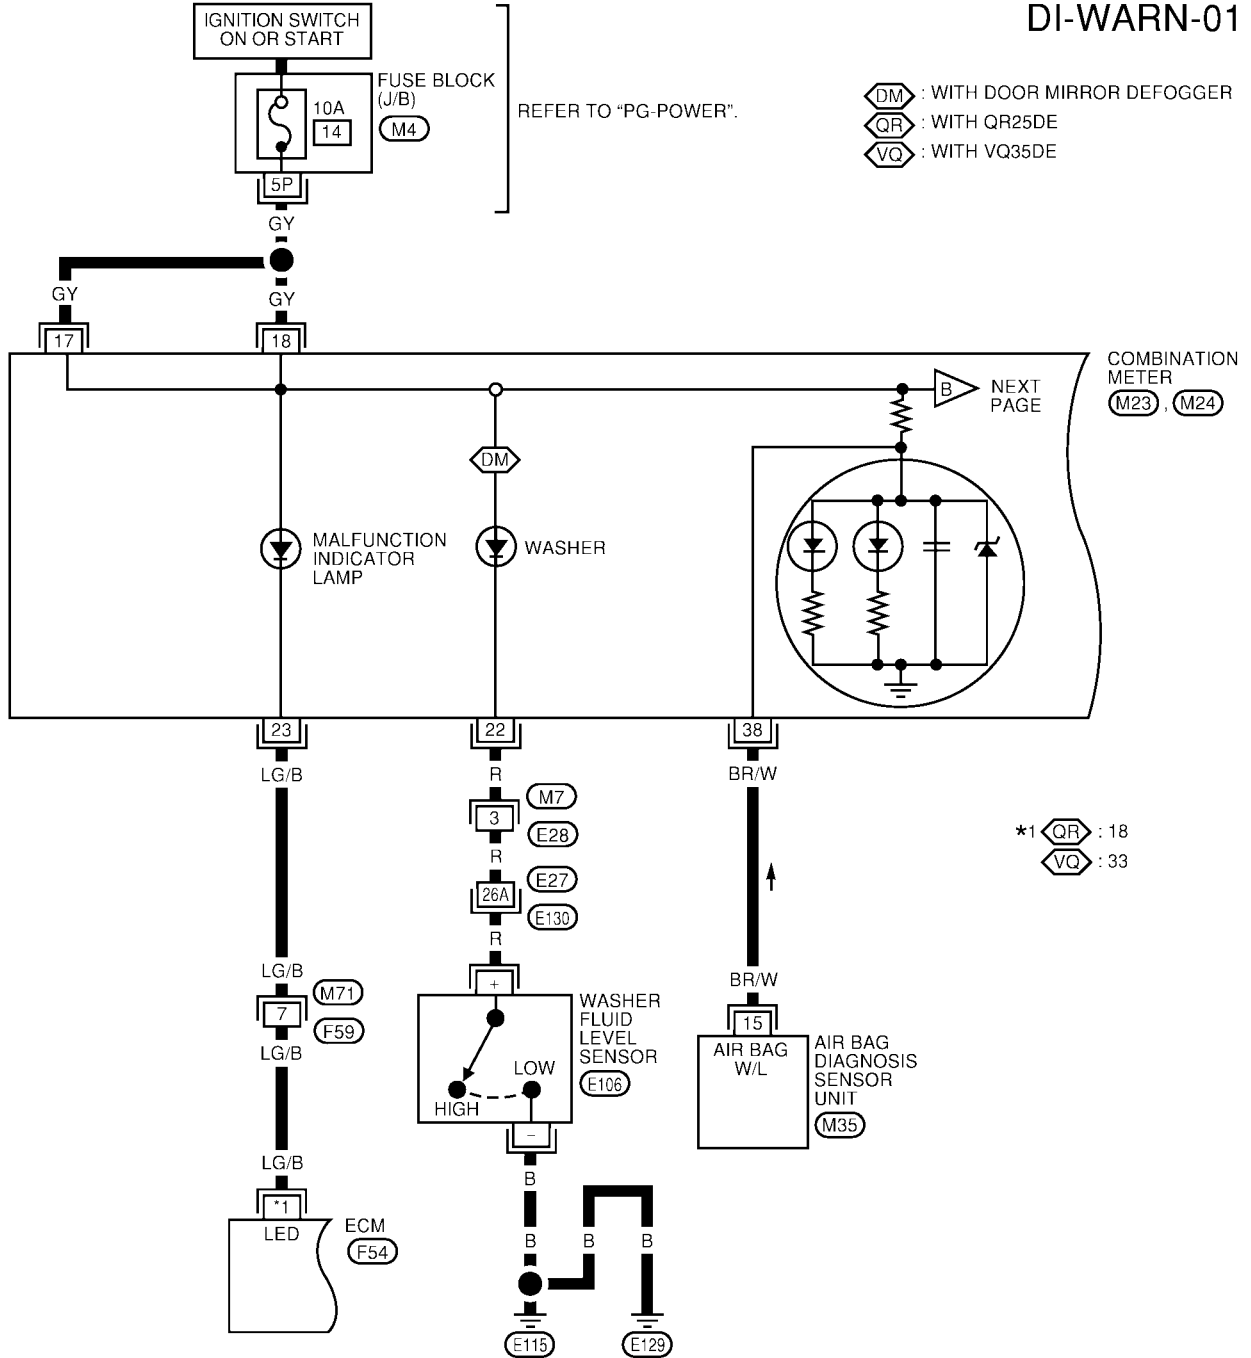 DI-WARN-01
IGNITION SWITCH
ON OR START
FUSE BLOCK
(J/B)
M4
10A
14
5P
REFER TO “PG-POWER”.
DM : WITH DOOR MIRROR DEFOGGER
QR : WITH QR25DE
VQ : WITH VQ35DE
GY
GY
GY
17
18
COMBINATION
METER
M23 , M24
B
NEXT
PAGE
DM
MALFUNCTION
INDICATOR
LAMP
WASHER
23
22
38
LG/B
R
BR/W
M7
3
E28
R
E27
26A
E130
R
*1 QR : 18
VQ : 33
LG/B
M71
7
F59
LG/B
+
WASHER
FLUID
LEVEL
SENSOR
E106
LOW
HIGH
–
BR/W
15
AIR BAG
W/L
AIR BAG
DIAGNOSIS
SENSOR
UNIT
M35
LG/B
*1
LED
ECM
F54
B
B
B
B
E115
E129